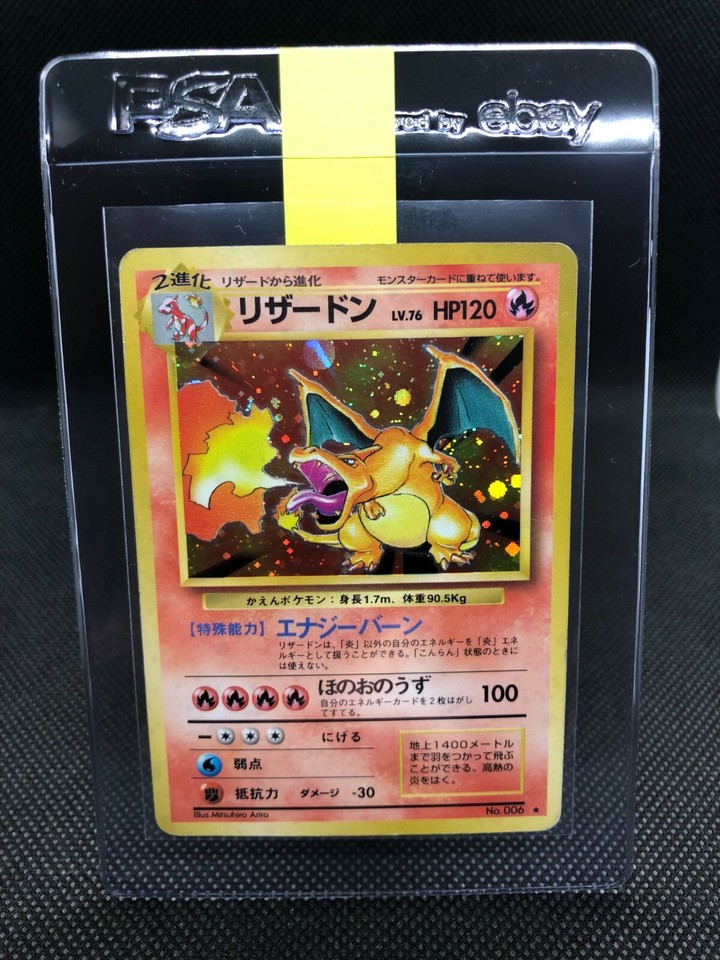 PSA
ered by ebay
2進化 リザードから進化 モンスターカードに重ねて使います。
リザードン LV.76 HP120
かえんポケモン：身長1.7m、体重90.5Kg
【特殊能力】エナジーバーン
リザードンは、「炎」以外の自分のエネルギーを「炎」エネ
ルギーとして扱うことができる。「こんらん」状態のときに
は使えない。
ほのおのうず 100
自分のエネルギーカードを2枚はがし
てすてる。
にげる
弱点
抵抗力 ダメージ -30
地上1400メートル
まで羽をつかって飛ぶ
ことができる。高熱の
炎をはく。
Illus. Mitsuhiro Arita
No. 006 ★